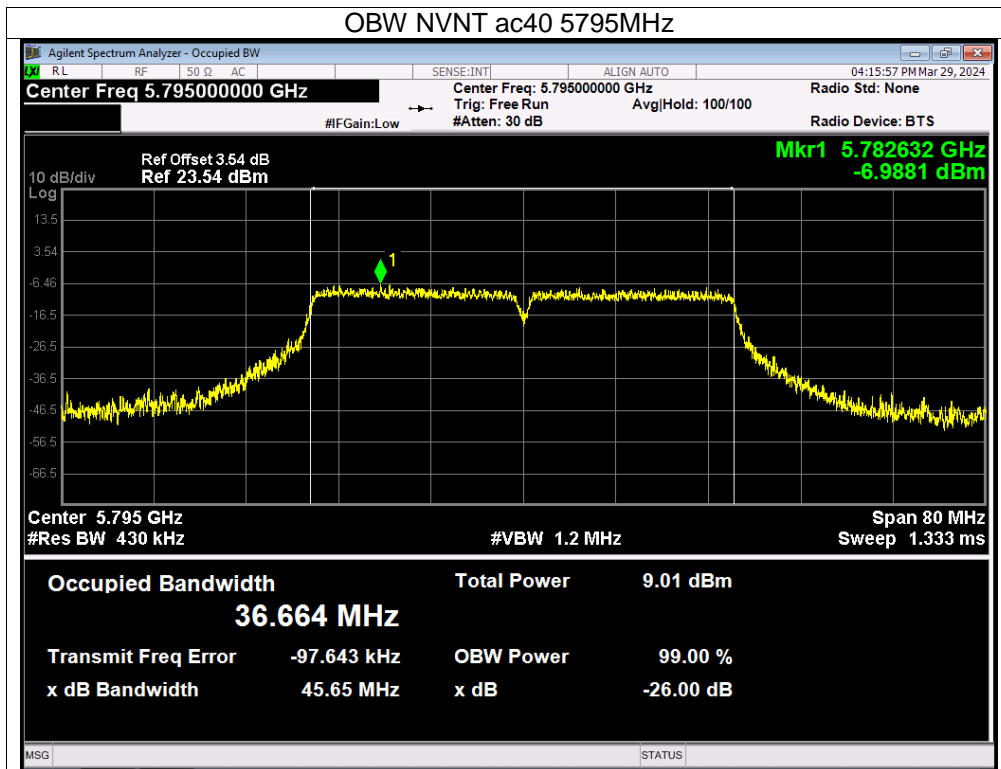 OBW NVNT ac40 5795MHz
Agilent Spectrum Analyzer - Occupied BW
LXI RL RF 50 Ω AC SENSE:INT ALIGN AUTO 04:15:57 PM Mar 29, 2024
Center Freq 5.795000000 GHz Center Freq: 5.795000000 GHz Radio Std: None
Trig: Free Run Avg|Hold: 100/100
#IFGain:Low #Atten: 30 dB Radio Device: BTS
Mkr1 5.782632 GHz
-6.9881 dBm
Ref Offset 3.54 dB
10 dB/div Ref 23.54 dBm
Log
13.5
3.54
1
-6.46
-16.5
-26.5
-36.5
-46.5
-56.5
-66.5
Center 5.795 GHz Span 80 MHz
#Res BW 430 kHz #VBW 1.2 MHz Sweep 1.333 ms
Occupied Bandwidth Total Power 9.01 dBm
36.664 MHz
Transmit Freq Error -97.643 kHz OBW Power 99.00 %
x dB Bandwidth 45.65 MHz x dB -26.00 dB
MSG STATUS